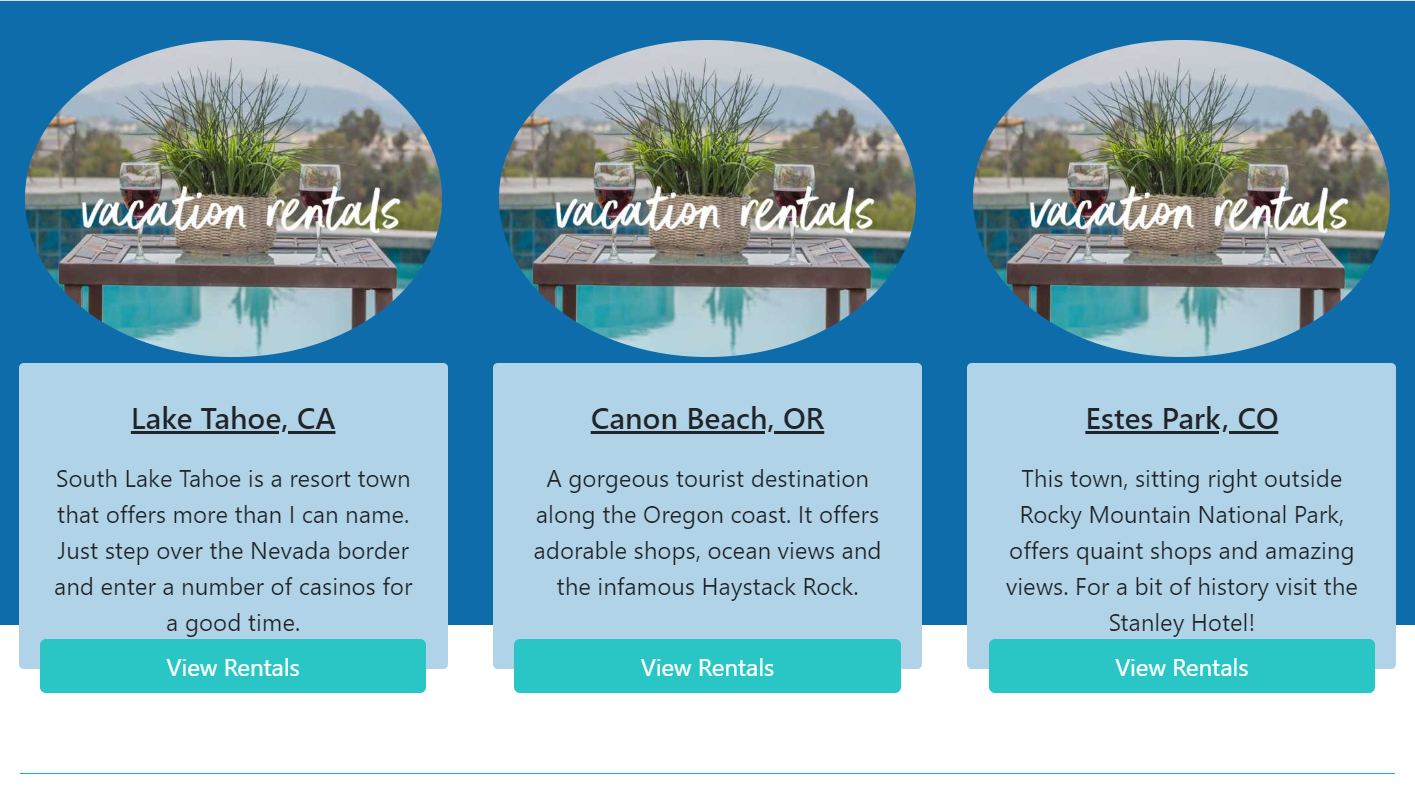 vacation rentals
vacation rentals
vacation rentals
Lake Tahoe, CA
South Lake Tahoe is a resort town
that offers more than I can name.
Just step over the Nevada border
and enter a number of casinos for
a good time.
View Rentals
Canon Beach, OR
A gorgeous tourist destination
along the Oregon coast. It offers
adorable shops, ocean views and
the infamous Haystack Rock.
View Rentals
Estes Park, CO
This town, sitting right outside
Rocky Mountain National Park,
offers quaint shops and amazing
views. For a bit of history visit the
Stanley Hotel!
View Rentals